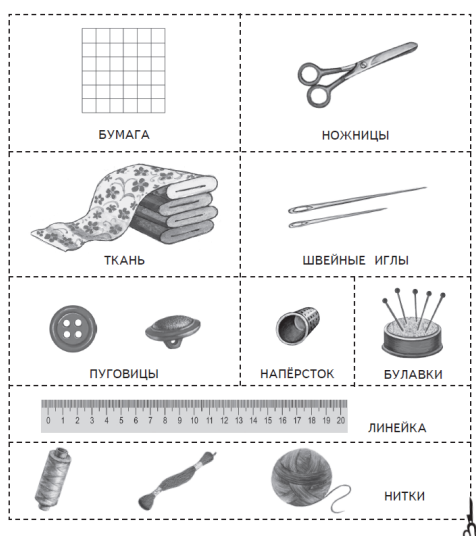 БУМАГА
НОЖНИЦЫ
ТКАНЬ
ШВЕЙНЫЕ ИГЛЫ
ПУГОВИЦЫ
НАПЁРСТОК
БУЛАВКИ
0 1 2 3 4 5 6 7 8 9 10 11 12 13 14 15 16 17 18 19 20
ЛИНЕЙКА
НИТКИ